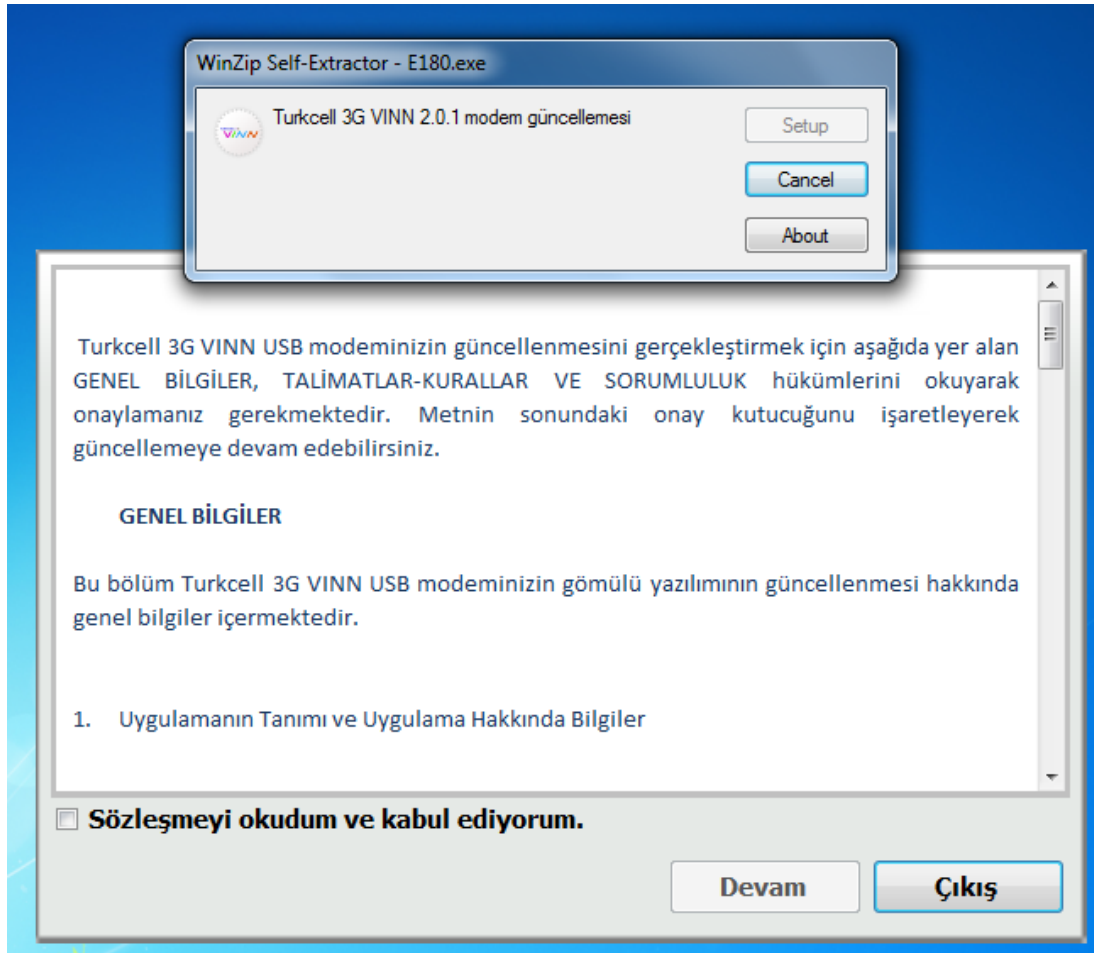 WinZip Self-Extractor - E180.exe
VINN
Turkcell 3G VINN 2.0.1 modem güncellemesi
Setup
Cancel
About
Turkcell 3G VINN USB modeminizin güncellenmesini gerçekleştirmek için aşağıda yer alan
GENEL BİLGİLER, TALİMATLAR-KURALLAR VE SORUMLULUK hükümlerini okuyarak
onaylamanız gerekmektedir. Metnin sonundaki onay kutucuğunu işaretleyerek
güncellemeye devam edebilirsiniz.
GENEL BİLGİLER
Bu bölüm Turkcell 3G VINN USB modeminizin gömülü yazılımının güncellenmesi hakkında
genel bilgiler içermektedir.
1. Uygulamanın Tanımı ve Uygulama Hakkında Bilgiler
Sözleşmeyi okudum ve kabul ediyorum.
Devam
Çıkış